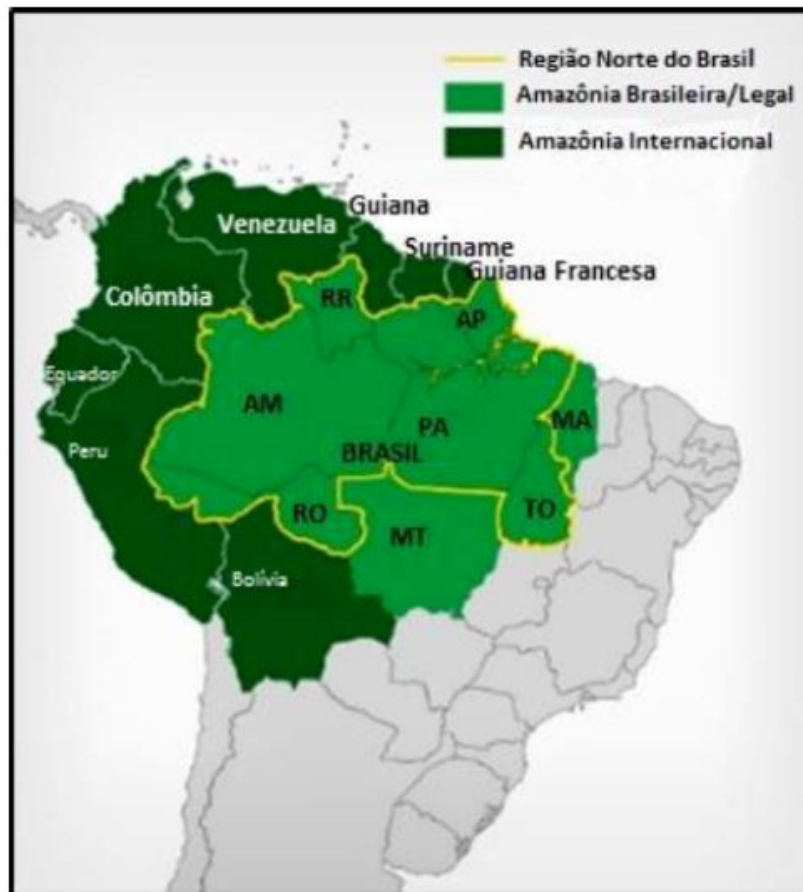 Região Norte do Brasil
Amazônia Brasileira/Legal
Amazônia Internacional
Guiana
Venezuela
Suriname
Guiana Francesa
Colômbia
RR
AP
Equador
AM
PA
MA
Peru
BRASIL
RO
TO
MT
Bolívia